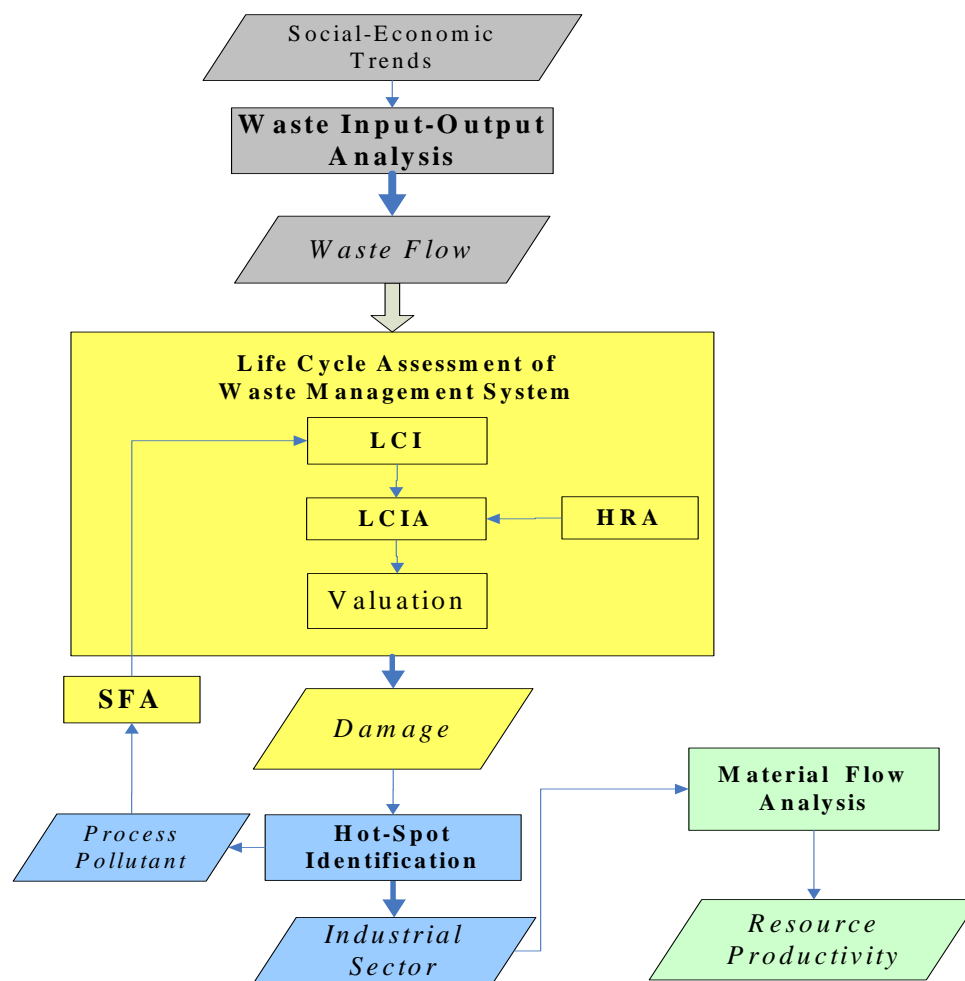 Social-Economic
Trends
Waste Input-Output
Analysis
Waste Flow
Life Cycle Assessment of
Waste Management System
LCI
LCIA
HRA
Valuation
SFA
Damage
Material Flow
Analysis
Process
Pollutant
Hot-Spot
Identification
Industrial
Sector
Resource
Productivity